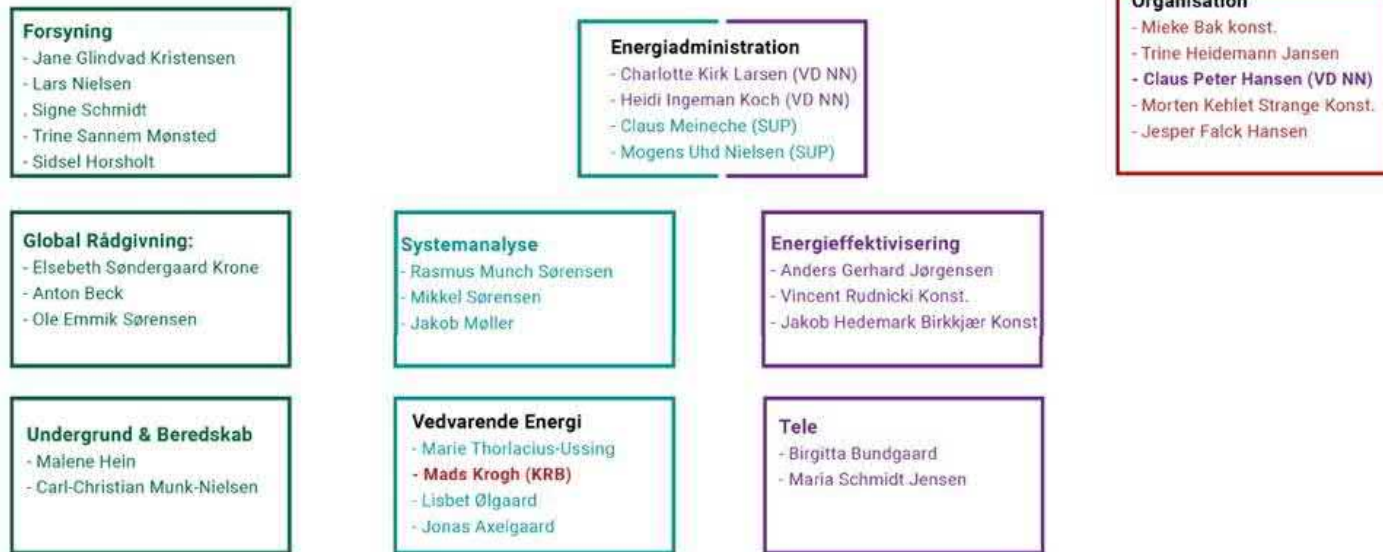 Forsyning
- Jane Glindvad Kristensen
- Lars Nielsen
. Signe Schmidt
- Trine Sannem Mønsted
- Sidsel Horsholt
Energiadministration
- Charlotte Kirk Larsen (VD NN)
- Heidi Ingeman Koch (VD NN)
- Claus Meineche (SUP)
- Mogens Uhd Nielsen (SUP)
Organisation
- Mieke Bak konst.
- Trine Heidemann Jansen
- Claus Peter Hansen (VD NN)
- Morten Kehlet Strange Konst.
- Jesper Falck Hansen
Global Rådgivning:
- Elsebeth Søndergaard Krone
- Anton Beck
- Ole Emmik Sørensen
Systemanalyse
- Rasmus Munch Sørensen
- Mikkel Sørensen
- Jakob Møller
Energieffektivisering
- Anders Gerhard Jørgensen
- Vincent Rudnicki Konst.
- Jakob Hedemark Birkkjær Konst
Undergrund & Beredskab
- Malene Hein
- Carl-Christian Munk-Nielsen
Vedvarende Energi
- Marie Thorlacius-Ussing
- Mads Krogh (KRB)
- Lisbet Ølgaard
- Jonas Axelgaard
Tele
- Birgitta Bundgaard
- Maria Schmidt Jensen